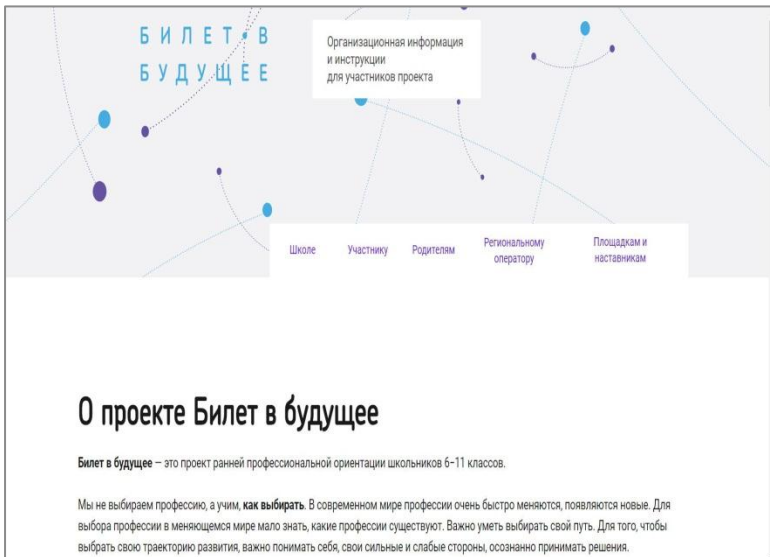 БИЛЕТ В
БУДУЩЕЕ
Организационная информация
и инструкции
для участников проекта
Школе
Участнику
Родителям
Региональному
оператору
Площадкам и
наставникам
О проекте Билет в будущее
Билет в будущее — это проект ранней профессиональной ориентации школьников 6-11 классов.
Мы не выбираем профессию, а учим, как выбирать. В современном мире профессии очень быстро меняются, появляются новые. Для
выбора профессии в меняющемся мире мало знать, какие профессии существуют. Важно уметь выбирать свой путь. Для того, чтобы
выбрать свою траекторию развития, важно понимать себя, свои сильные и слабые стороны, осознанно принимать решения.